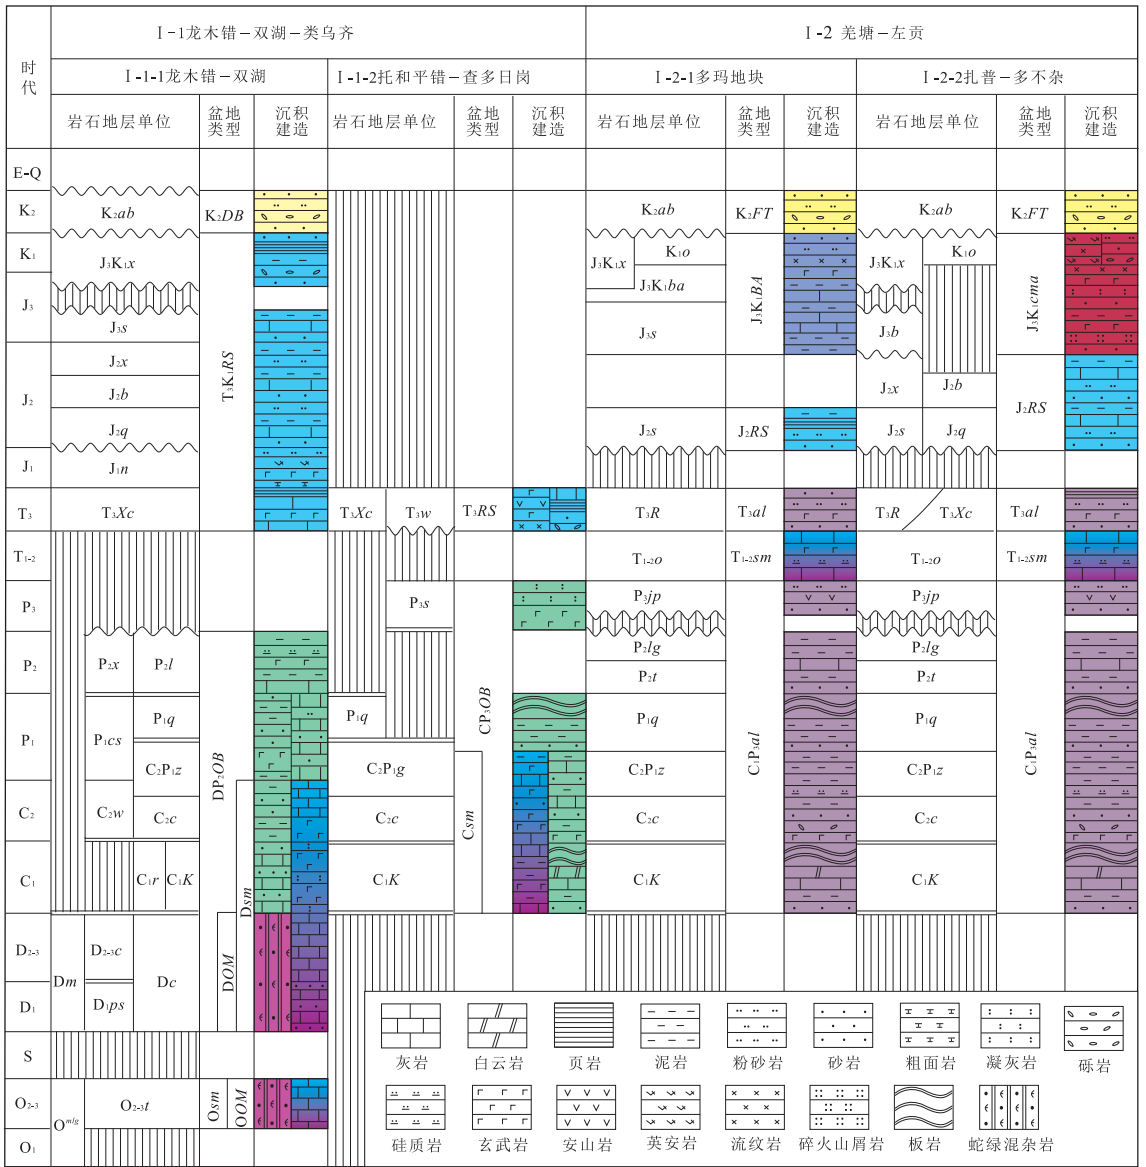 时代
I-1龙木错–双湖–类乌齐
I-2 羌塘–左贡
I-1-1龙木错–双湖
I-1-2托和平错–查多日岗
I-2-1多玛地块
I-2-2扎普–多不杂
岩石地层单位
盆地类型
沉积建造
岩石地层单位
盆地类型
沉积建造
岩石地层单位
盆地类型
沉积建造
岩石地层单位
盆地类型
沉积建造
E-Q
K₂
K₂ab
K₂DB
K₂ab
K₂FT
K₂ab
K₂FT
K₁
J₃K₁x
J₃K₁x
K₁o
J₃K₁ba
J₃K₁BA
J₃K₁x
K₁o
J₃K₁cma
J₃
J₃s
J₃s
J₃b
T₃K₁RS
J₂
J₂x
J₂b
J₂q
J₂s
J₂RS
J₂x
J₂b
J₂s
J₂q
J₂RS
J₁
J₁n
T₃
T₃Xc
T₃Xc
T₃w
T₃RS
T₃R
T₃al
T₃R
T₃Xc
T₃al
T₁₋₂
T₁₋₂o
T₁₋₂sm
T₁₋₂o
T₁₋₂sm
P₃
P₃s
P₃jp
P₃jp
P₂
P₂x
P₂l
P₂lg
P₂t
P₂lg
P₂t
P₁
P₁cs
P₁q
C₂P₁z
DP₂OB
P₁q
C₂P₁g
CP₃OB
P₁q
C₂P₁z
C₁P₃al
P₁q
C₂P₁z
C₁P₃al
C₂
C₂w
C₂c
C₂c
Csm
C₂c
C₂c
C₁
C₁r
C₁K
Dsm
C₁K
C₁K
C₁K
D₂₋₃
Dm
D₂₋₃c
Dc
DOM
D₁
D₁ps
S
O₂₋₃
Oᵐˡᵍ
O₂₋₃t
Osm
OOM
O₁
灰岩
白云岩
页岩
泥岩
粉砂岩
砂岩
粗面岩
凝灰岩
砾岩
硅质岩
玄武岩
安山岩
英安岩
流纹岩
碎火山屑岩
板岩
蛇绿混杂岩